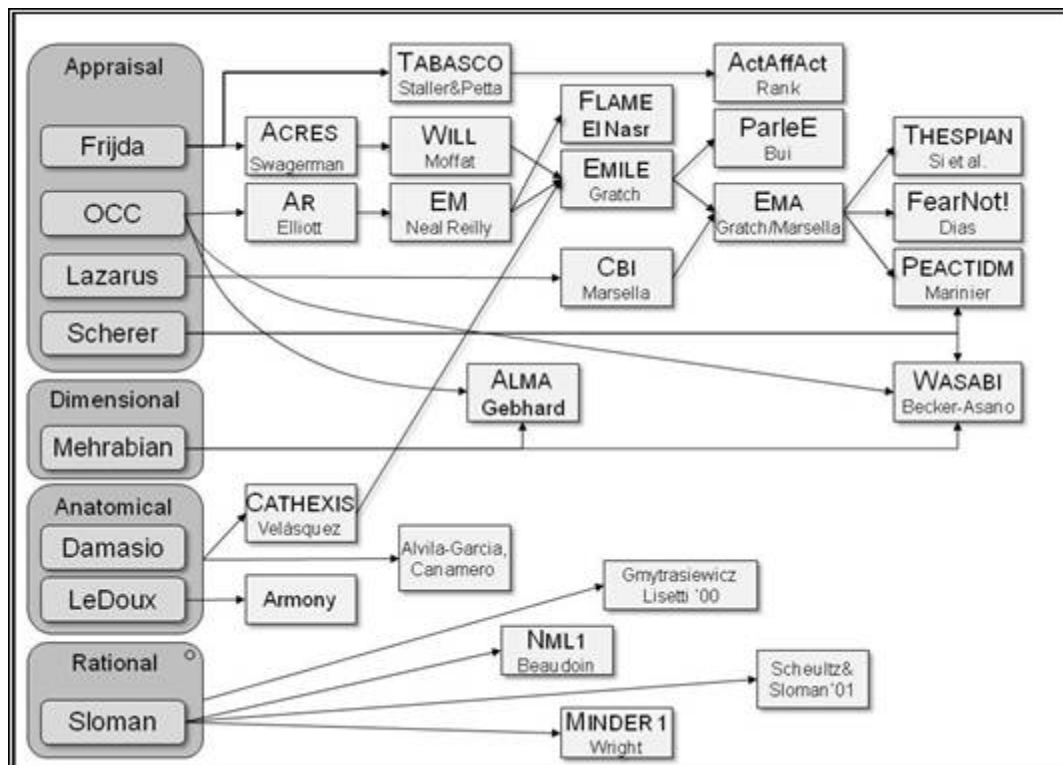 Appraisal
Frijda
OCC
Lazarus
Scherer
TABASCO
Staller&Petta
ActAffAct
Rank
FLAME
El Nasr
ACRES
Swagerman
WILL
Moffat
ParleE
Bui
THESPIAN
Si et al.
EMILE
Gratch
AR
Elliott
EM
Neal Reilly
EMA
Gratch/Marsella
FearNot!
Dias
CBI
Marsella
PEACTIDM
Marinier
ALMA
Gebhard
WASABI
Becker-Asano
Dimensional
Mehrabian
Anatomical
Damasio
LeDoux
CATHEXIS
Velásquez
Alvila-Garcia,
Canamero
Armony
Gmytrasiewicz
Lisetti '00
Rational
Sloman
NML1
Beaudoin
Scheultz&
Sloman'01
MINDER 1
Wright